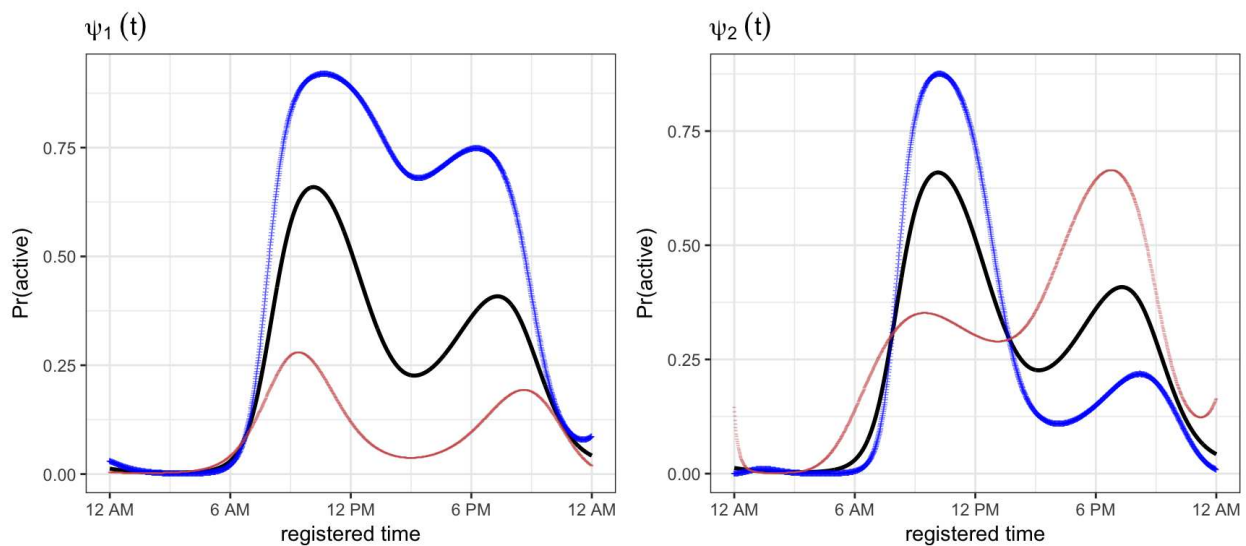 ψ₁ (t)
Pr(active)
0.75
0.50
0.25
0.00
12 AM 6 AM 12 PM 6 PM 12 AM
registered time
ψ₂ (t)
Pr(active)
0.75
0.50
0.25
0.00
12 AM 6 AM 12 PM 6 PM 12 AM
registered time